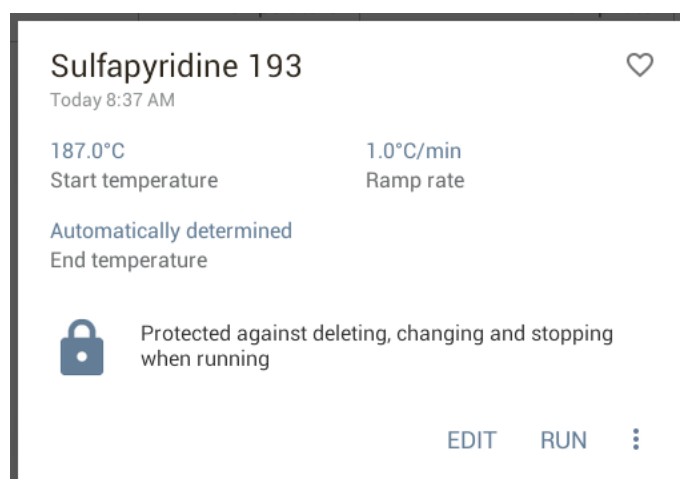 Sulfapyridine 193
Today 8:37 AM
187.0°C
Start temperature
1.0°C/min
Ramp rate
Automatically determined
End temperature
Protected against deleting, changing and stopping
when running
EDIT
RUN